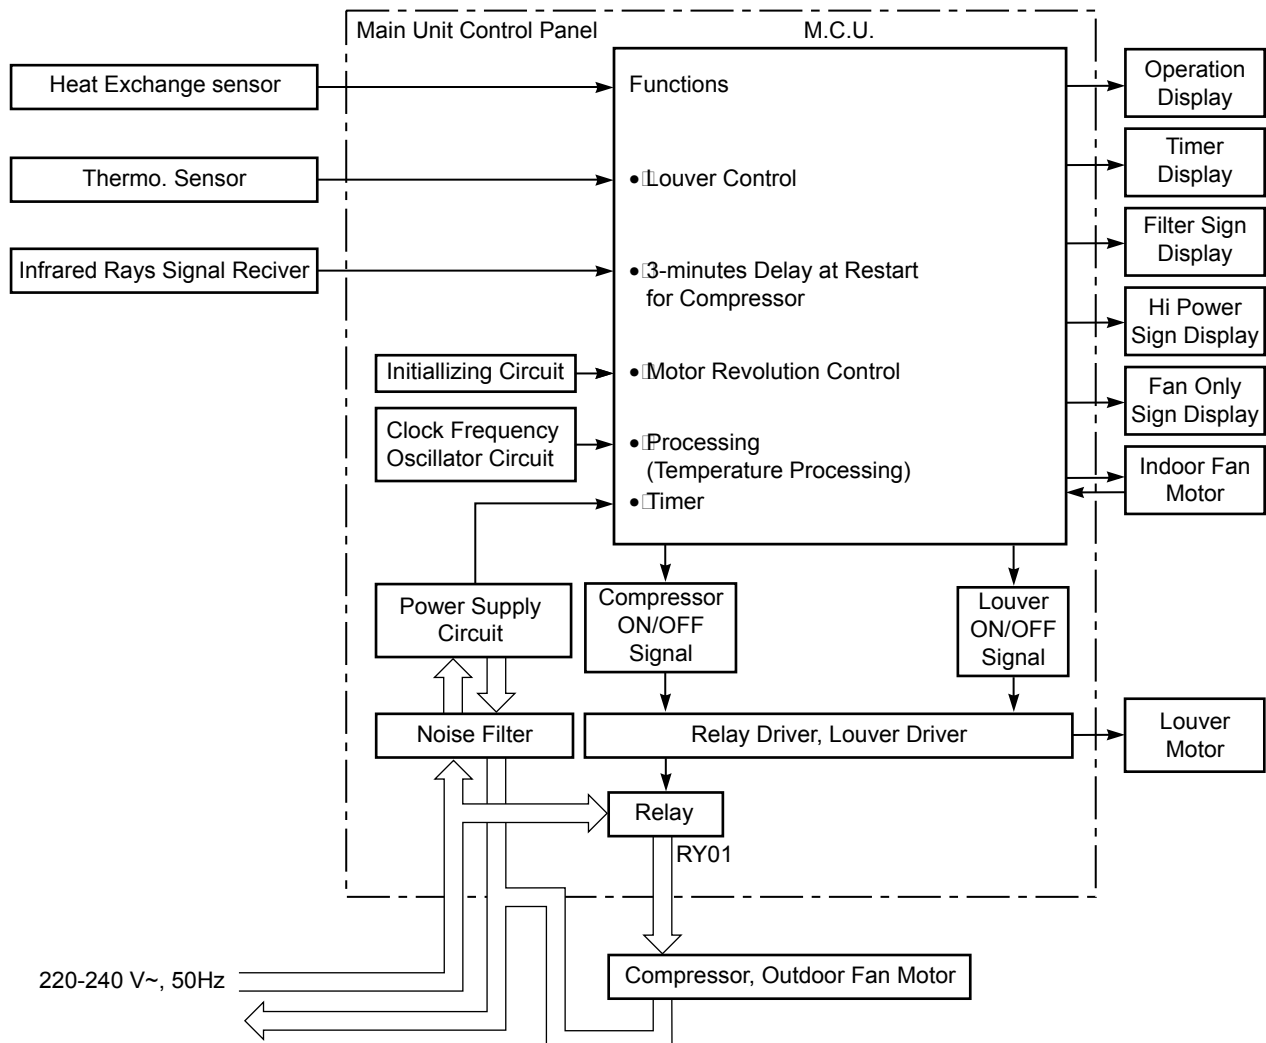 Main Unit Control Panel
M.C.U.
Heat Exchange sensor
Thermo. Sensor
Infrared Rays Signal Reciver
Initiallizing Circuit
Clock Frequency
Oscillator Circuit
Power Supply
Circuit
Noise Filter
Functions
• Louver Control
• 3-minutes Delay at Restart
for Compressor
• Motor Revolution Control
• Processing
(Temperature Processing)
• Timer
Compressor
ON/OFF
Signal
Louver
ON/OFF
Signal
Relay Driver, Louver Driver
Relay
RY01
Compressor, Outdoor Fan Motor
220-240 V~, 50Hz
Operation
Display
Timer
Display
Filter Sign
Display
Hi Power
Sign Display
Fan Only
Sign Display
Indoor Fan
Motor
Louver
Motor